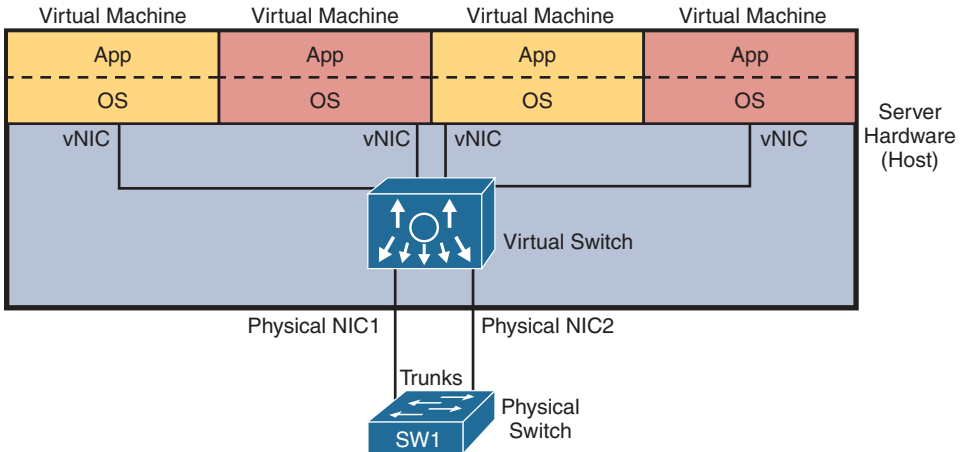 Virtual Machine Virtual Machine Virtual Machine Virtual Machine
App App App App
OS OS OS OS
vNIC vNIC vNIC vNIC
Server
Hardware
(Host)
Virtual Switch
Physical NIC1 Physical NIC2
Trunks
Physical
Switch
SW1